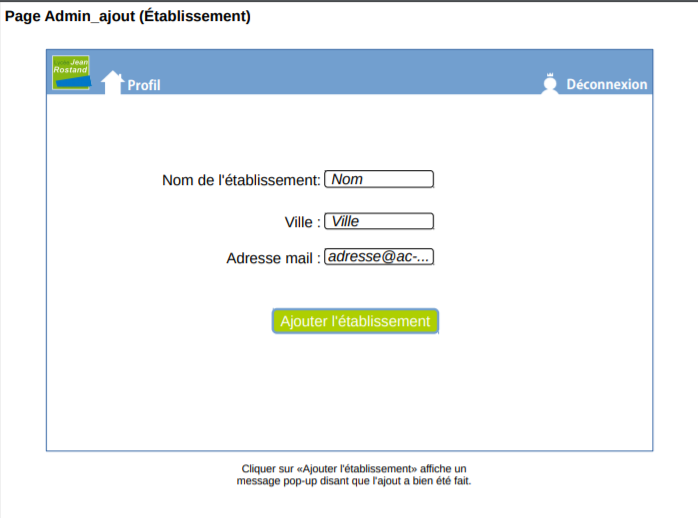 Page Admin_ajout (Établissement)
Lycée Jean
Rostand
Profil
Déconnexion
Nom de l'établissement: Nom
Ville : Ville
Adresse mail : adresse@ac-...
Ajouter l'établissement
Cliquer sur «Ajouter l'établissement» affiche un
message pop-up disant que l'ajout a bien été fait.